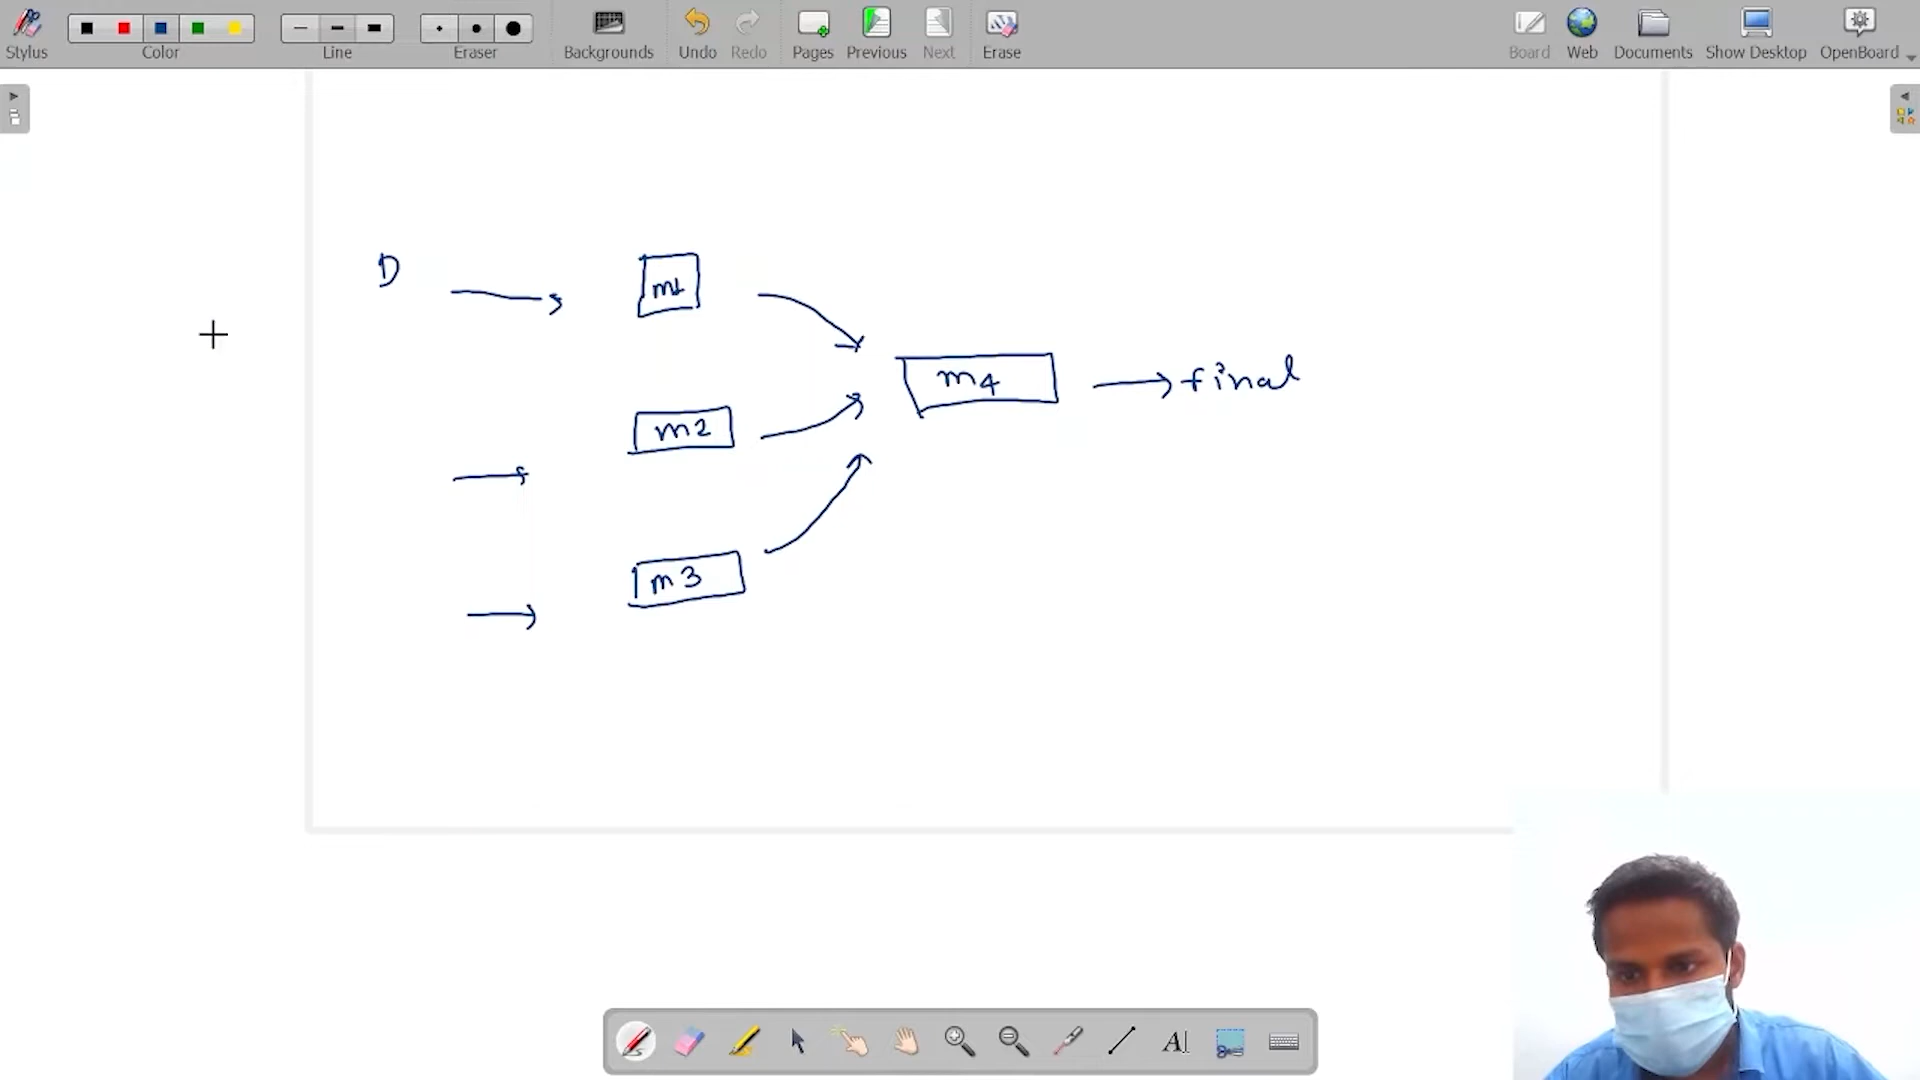 Stylus Color Line Eraser Backgrounds Undo Redo Pages Previous Next Erase Board Web Documents Show Desktop OpenBoard
D
m1
m4
final
m2
m3
A